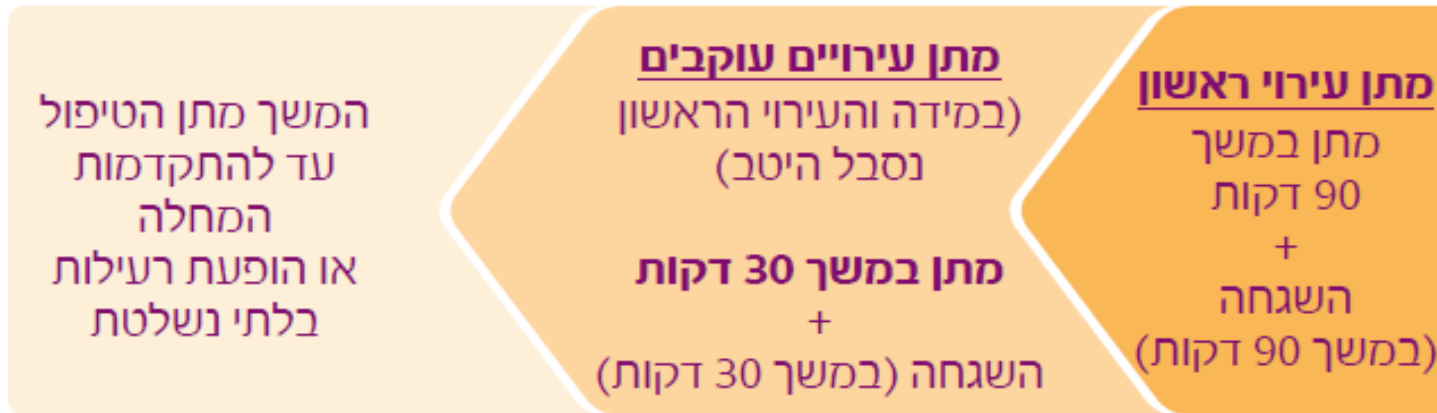 מתן עירוי ראשון
מתן במשך
90 דקות
+
השגחה
(במשך 90 דקות)
מתן עירויים עוקבים
(במידה והעירוי הראשון
נסבל היטב)
מתן במשך 30 דקות
+
השגחה (במשך 30 דקות)
המשך מתן הטיפול
עד להתקדמות
המחלה
או הופעת רעילות
בלתי נשלטת